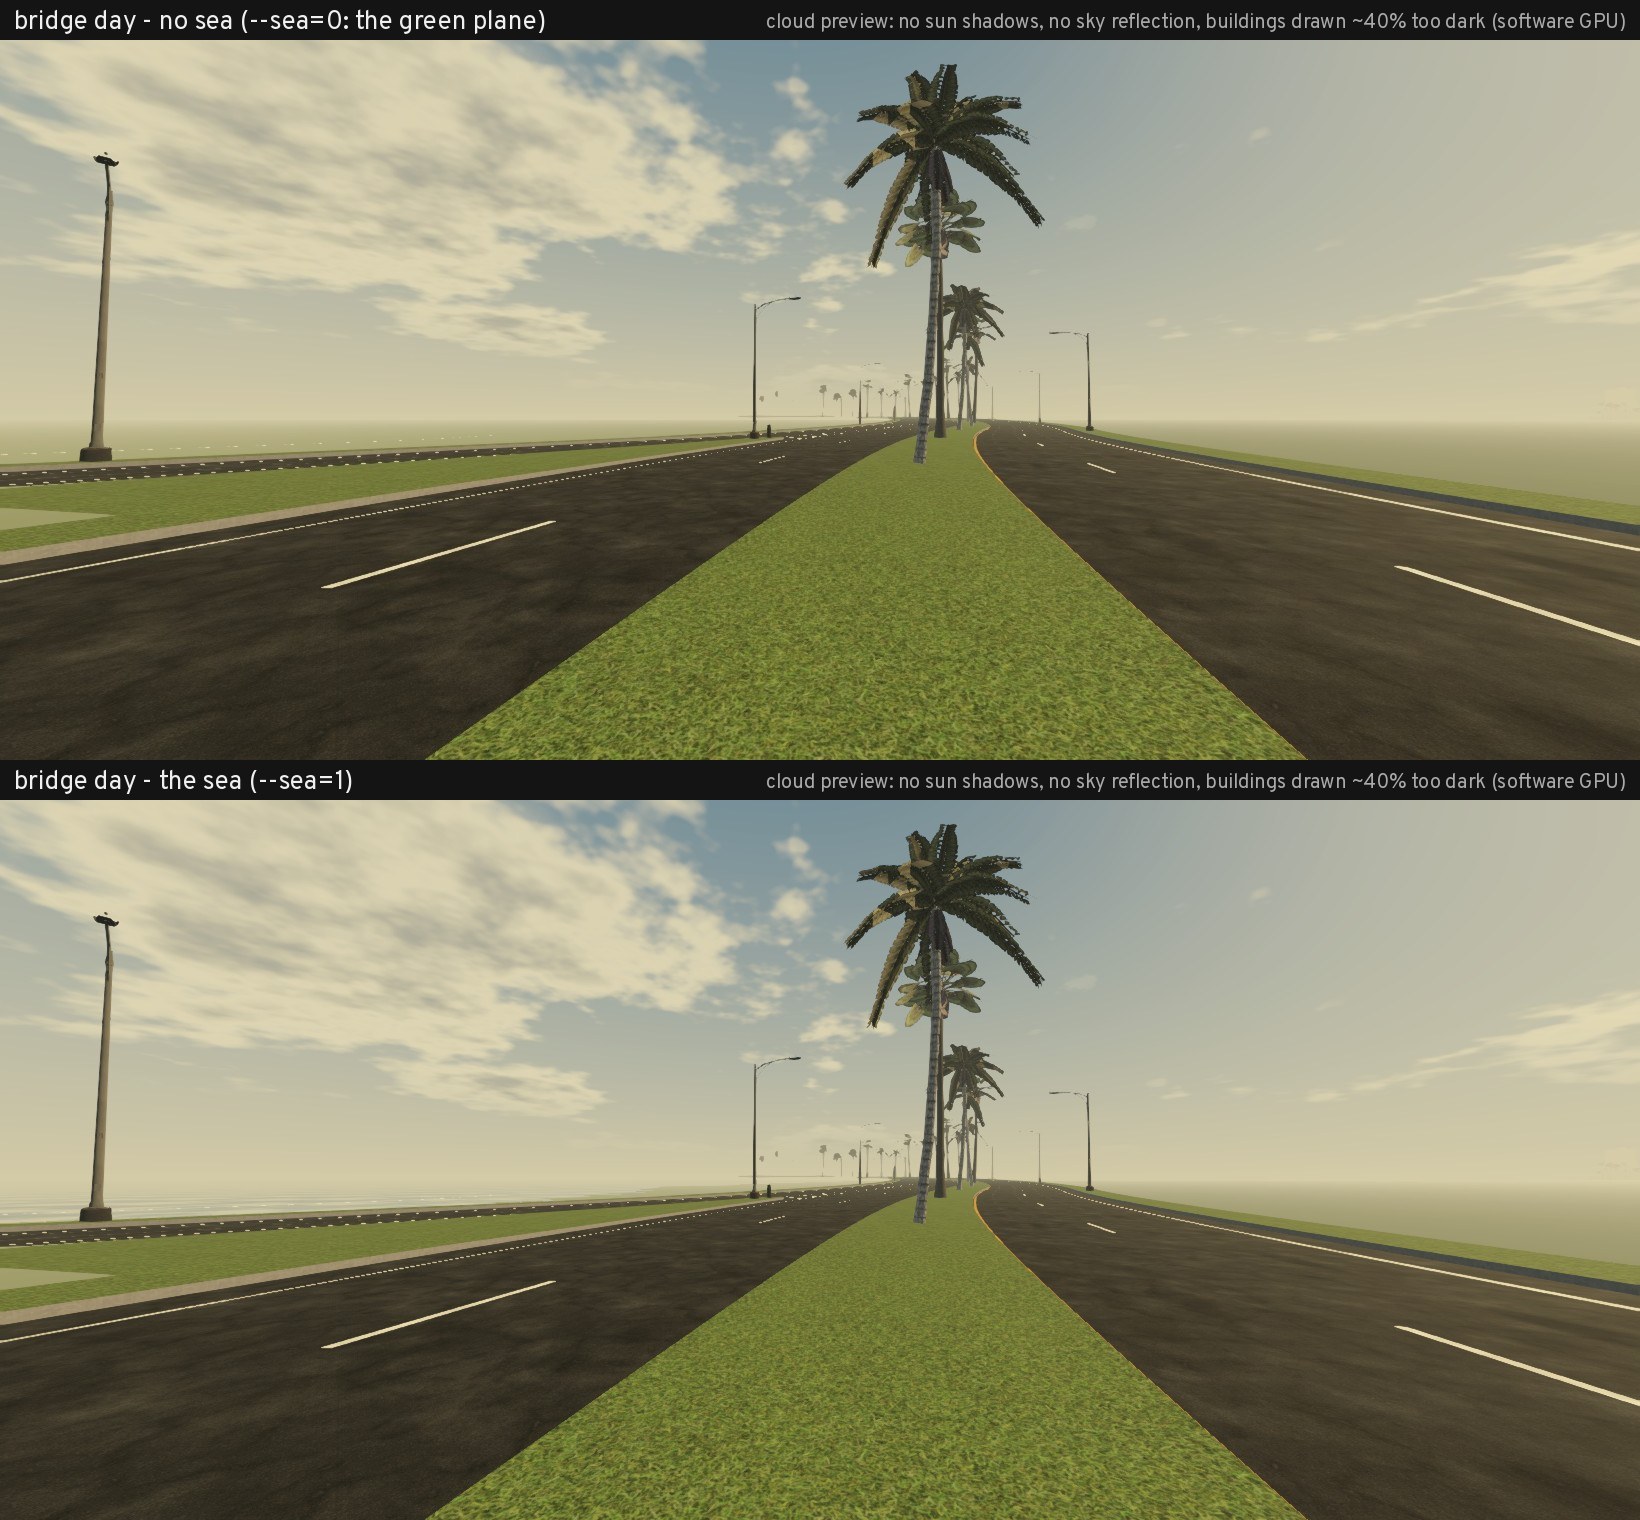 bridge day - no sea (--sea=0: the green plane)
cloud preview: no sun shadows, no sky reflection, buildings drawn ~40% too dark (software GPU)
bridge day - the sea (--sea=1)
cloud preview: no sun shadows, no sky reflection, buildings drawn ~40% too dark (software GPU)